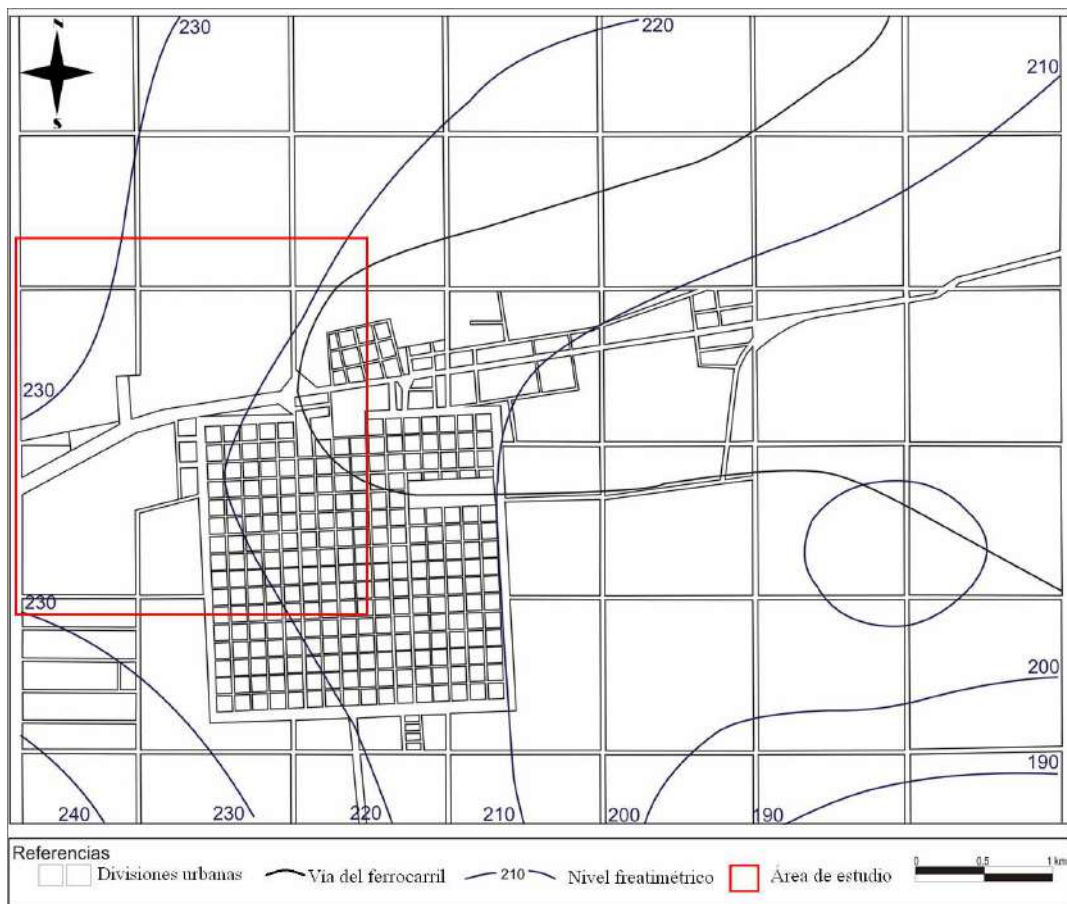 N
S
230
220
210
230
230
200
190
240
230
220
210
200
190
Referencias
Divisiones urbanas
Via del ferrocarril
210
Nivel freatimétrico
Área de estudio
0 0,5 1 km